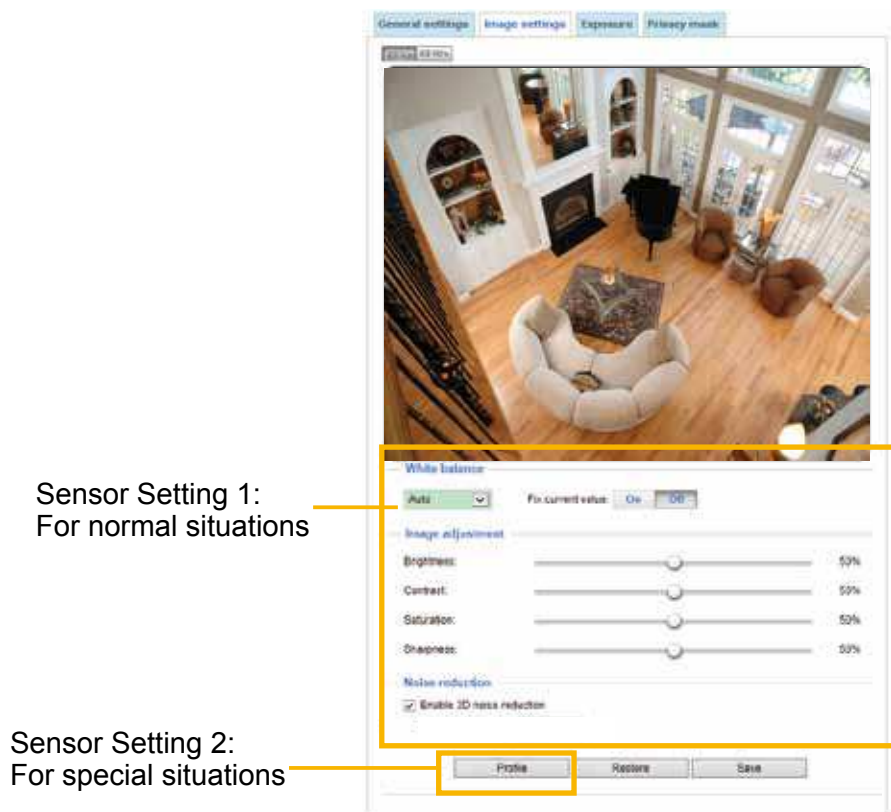 General settings Image settings Exposure Privacy mask
White balance
Auto Fix current value: On Off
Sensor Setting 1:
For normal situations
Image adjustment
Brightness: 50%
Contrast: 50%
Saturation: 50%
Sharpness: 50%
Noise reduction
Enable 3D noise reduction
Sensor Setting 2:
For special situations
Profile Restore Save